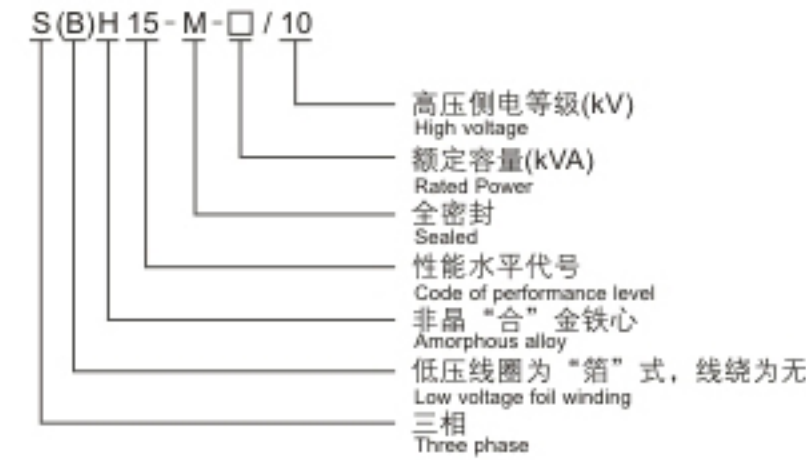 S(B)H 15-M-□/10
高压侧电等级(kV)
High voltage
额定容量(kVA)
Rated Power
全密封
Sealed
性能水平代号
Code of performance level
非晶“合”金铁心
Amorphous alloy
低压线圈为“箔”式，线绕为无
Low voltage foil winding
三相
Three phase